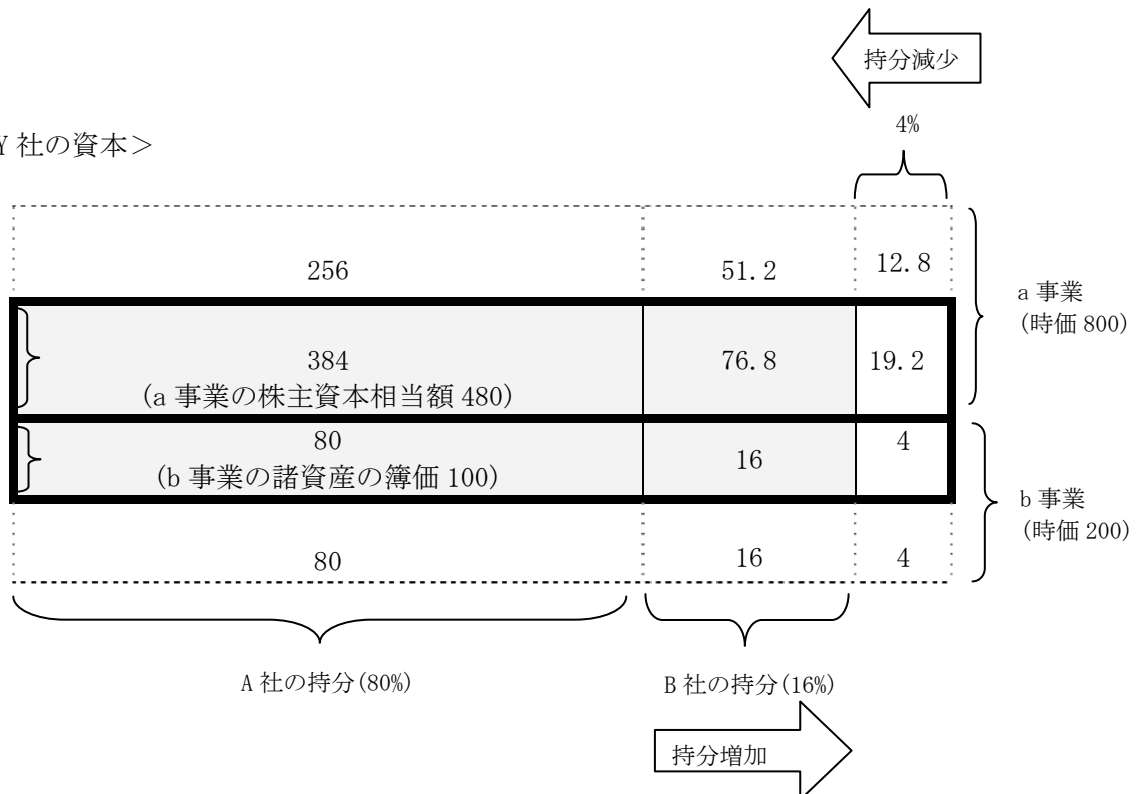 持分減少
4%
Y 社の資本＞
256
51.2
12.8
a 事業
(時価 800)
384
(a 事業の株主資本相当額 480)
76.8
19.2
80
(b 事業の諸資産の簿価 100)
16
4
b 事業
(時価 200)
80
16
4
A 社の持分(80%)
B 社の持分(16%)
持分増加